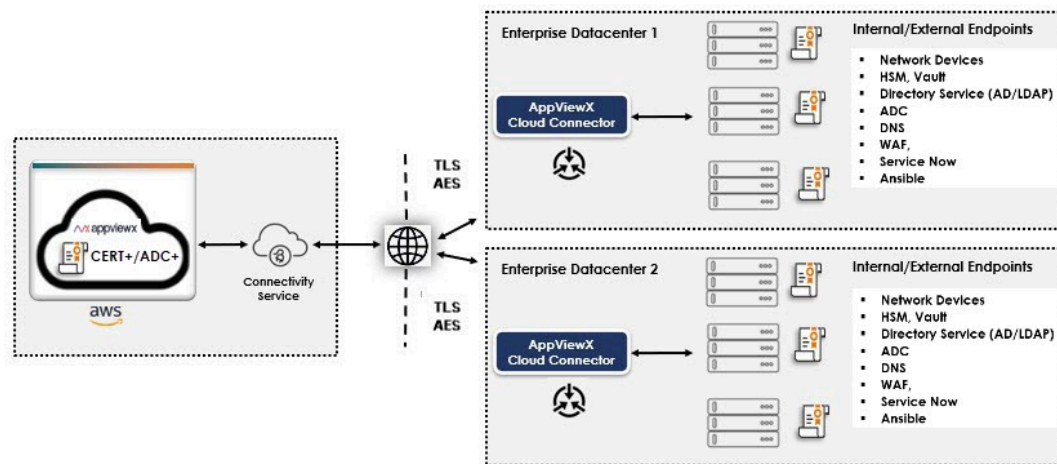 Enterprise Datacenter 1
Internal/External Endpoints
▪ Network Devices
▪ HSM, Vault
▪ Directory Service (AD/LDAP)
▪ ADC
▪ DNS
▪ WAF,
▪ Service Now
▪ Ansible
AppViewX
Cloud Connector
TLS
AES
appviewx
CERT+/ADC+
aws
Connectivity
Service
TLS
AES
Enterprise Datacenter 2
Internal/External Endpoints
▪ Network Devices
▪ HSM, Vault
▪ Directory Service (AD/LDAP)
▪ ADC
▪ DNS
▪ WAF,
▪ Service Now
▪ Ansible
AppViewX
Cloud Connector